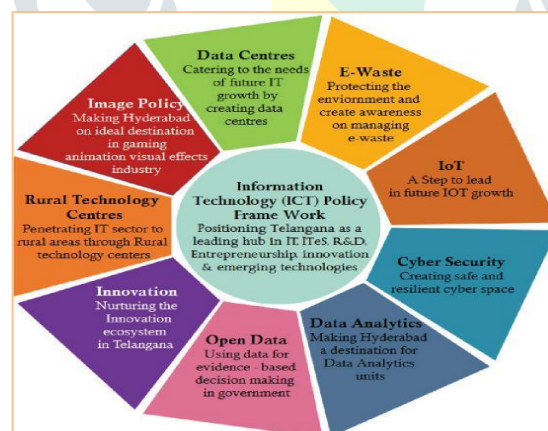 Data Centres
Catering to the needs
of future IT
growth by
creating data
centres
E-Waste
Protecting the
enviornment and
create awareness
on managing
e-waste
IoT
A Step to lead
in future IOT growth
Cyber Security
Creating safe and
resilient cyber space
Data Analytics
Making Hyderabad
a destination for
Data Analytics
units
Open Data
Using data for
evidence - based
decision making
in government
Innovation
Nurturing the
Innovation
ecosystem
in Telangana
Rural Technology
Centres
Penetrating IT sector to
rural areas through Rural
technology centers
Image Policy
Making Hyderabad
on ideal destination
in gaming
animation visual effects
industry
Information
Technology (ICT) Policy
Frame Work
Positioning Telangana as a
leading hub in IT, ITeS, R&D,
Entrepreneurship, innovation
& emerging technologies